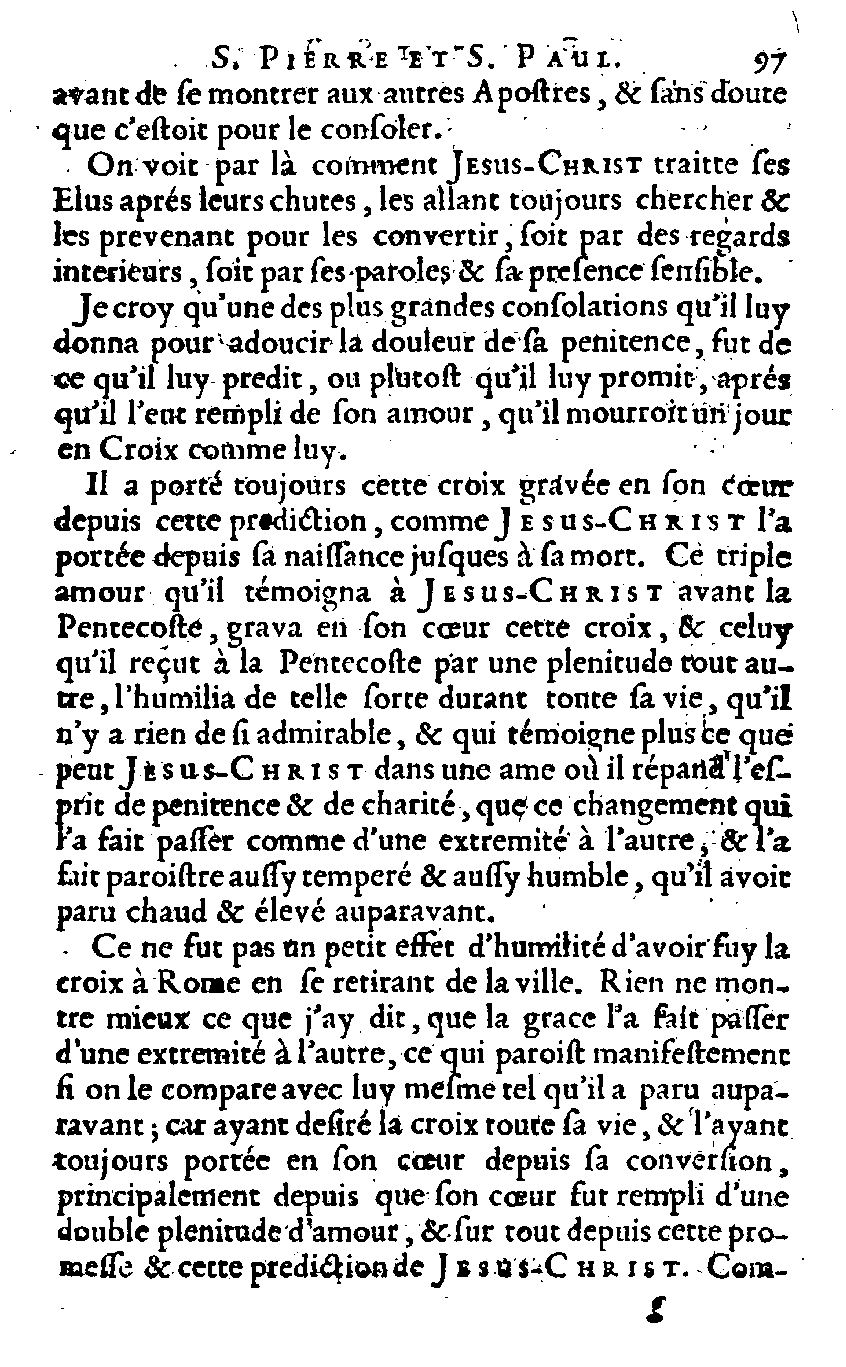 S. PIERRE ET S. PAUL. 97
avant de ſe montrer aux autres Apoſtres, & ſans doute
que c'eſtoit pour le conſoler.
On voit par là comment JESUS-CHRIST traitte ſes
Elus aprés leurs chutes, les allant toujours chercher &
les prevenant pour les convertir, ſoit par des regards
interieurs, ſoit par ſes paroles & ſa preſence ſenſible.
Je croy qu'une des plus grandes conſolations qu'il luy
donna pour adoucir la douleur de ſa penitence, fut de
ce qu'il luy predit, ou plutoſt qu'il luy promit, aprés
qu'il l'eut rempli de ſon amour, qu'il mourroit un jour
en Croix comme luy.
Il a porté toujours cette croix gravée en ſon cœur
depuis cette prediction, comme JESUS-CHRIST l'a
portée depuis ſa naiſſance juſques à ſa mort. Ce triple
amour qu'il témoigna à JESUS-CHRIST avant la
Pentecoſte, grava en ſon cœur cette croix, & celuy
qu'il reçut à la Pentecoſte par une plenitude tout au-
tre, l'humilia de telle ſorte durant toute ſa vie, qu'il
n'y a rien de ſi admirable, & qui témoigne plus ce que
peut JESUS-CHRIST dans une ame où il répand l'eſ-
prit de penitence & de charité, que ce changement qui
l'a fait paſſer comme d'une extremité à l'autre, & l'a
fait paroiſtre auſſy temperé & auſſy humble, qu'il avoit
paru chaud & élevé auparavant.
Ce ne fut pas un petit effet d'humilité d'avoir fuy la
croix à Rome en ſe retirant de la ville. Rien ne mon-
tre mieux ce que j'ay dit, que la grace l'a fait paſſer
d'une extremité à l'autre, ce qui paroiſt manifeſtement
ſi on le compare avec luy meſme tel qu'il a paru aupa-
ravant; car ayant deſiré la croix toute ſa vie, & l'ayant
toujours portée en ſon cœur depuis ſa converſion,
principalement depuis que ſon cœur fut rempli d'une
double plenitude d'amour, & ſur tout depuis cette pro-
meſſe & cette prediction de JESUS-CHRIST. Com-
g